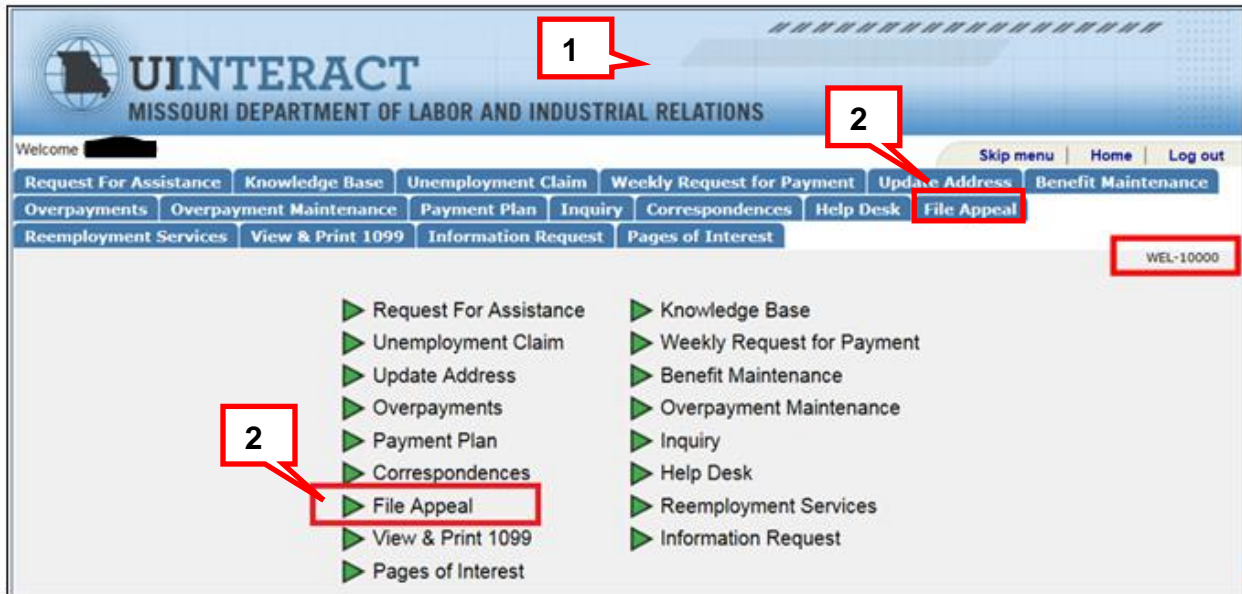 1
UINTERACT
MISSOURI DEPARTMENT OF LABOR AND INDUSTRIAL RELATIONS
2
Welcome
Skip menu | Home | Log out
Request For Assistance Knowledge Base Unemployment Claim Weekly Request for Payment Update Address Benefit Maintenance
Overpayments Overpayment Maintenance Payment Plan Inquiry Correspondences Help Desk File Appeal
Reemployment Services View & Print 1099 Information Request Pages of Interest
WEL-10000
Request For Assistance Knowledge Base
Unemployment Claim Weekly Request for Payment
Update Address Benefit Maintenance
Overpayments Overpayment Maintenance
2
Payment Plan Inquiry
Correspondences Help Desk
File Appeal Reemployment Services
View & Print 1099 Information Request
Pages of Interest